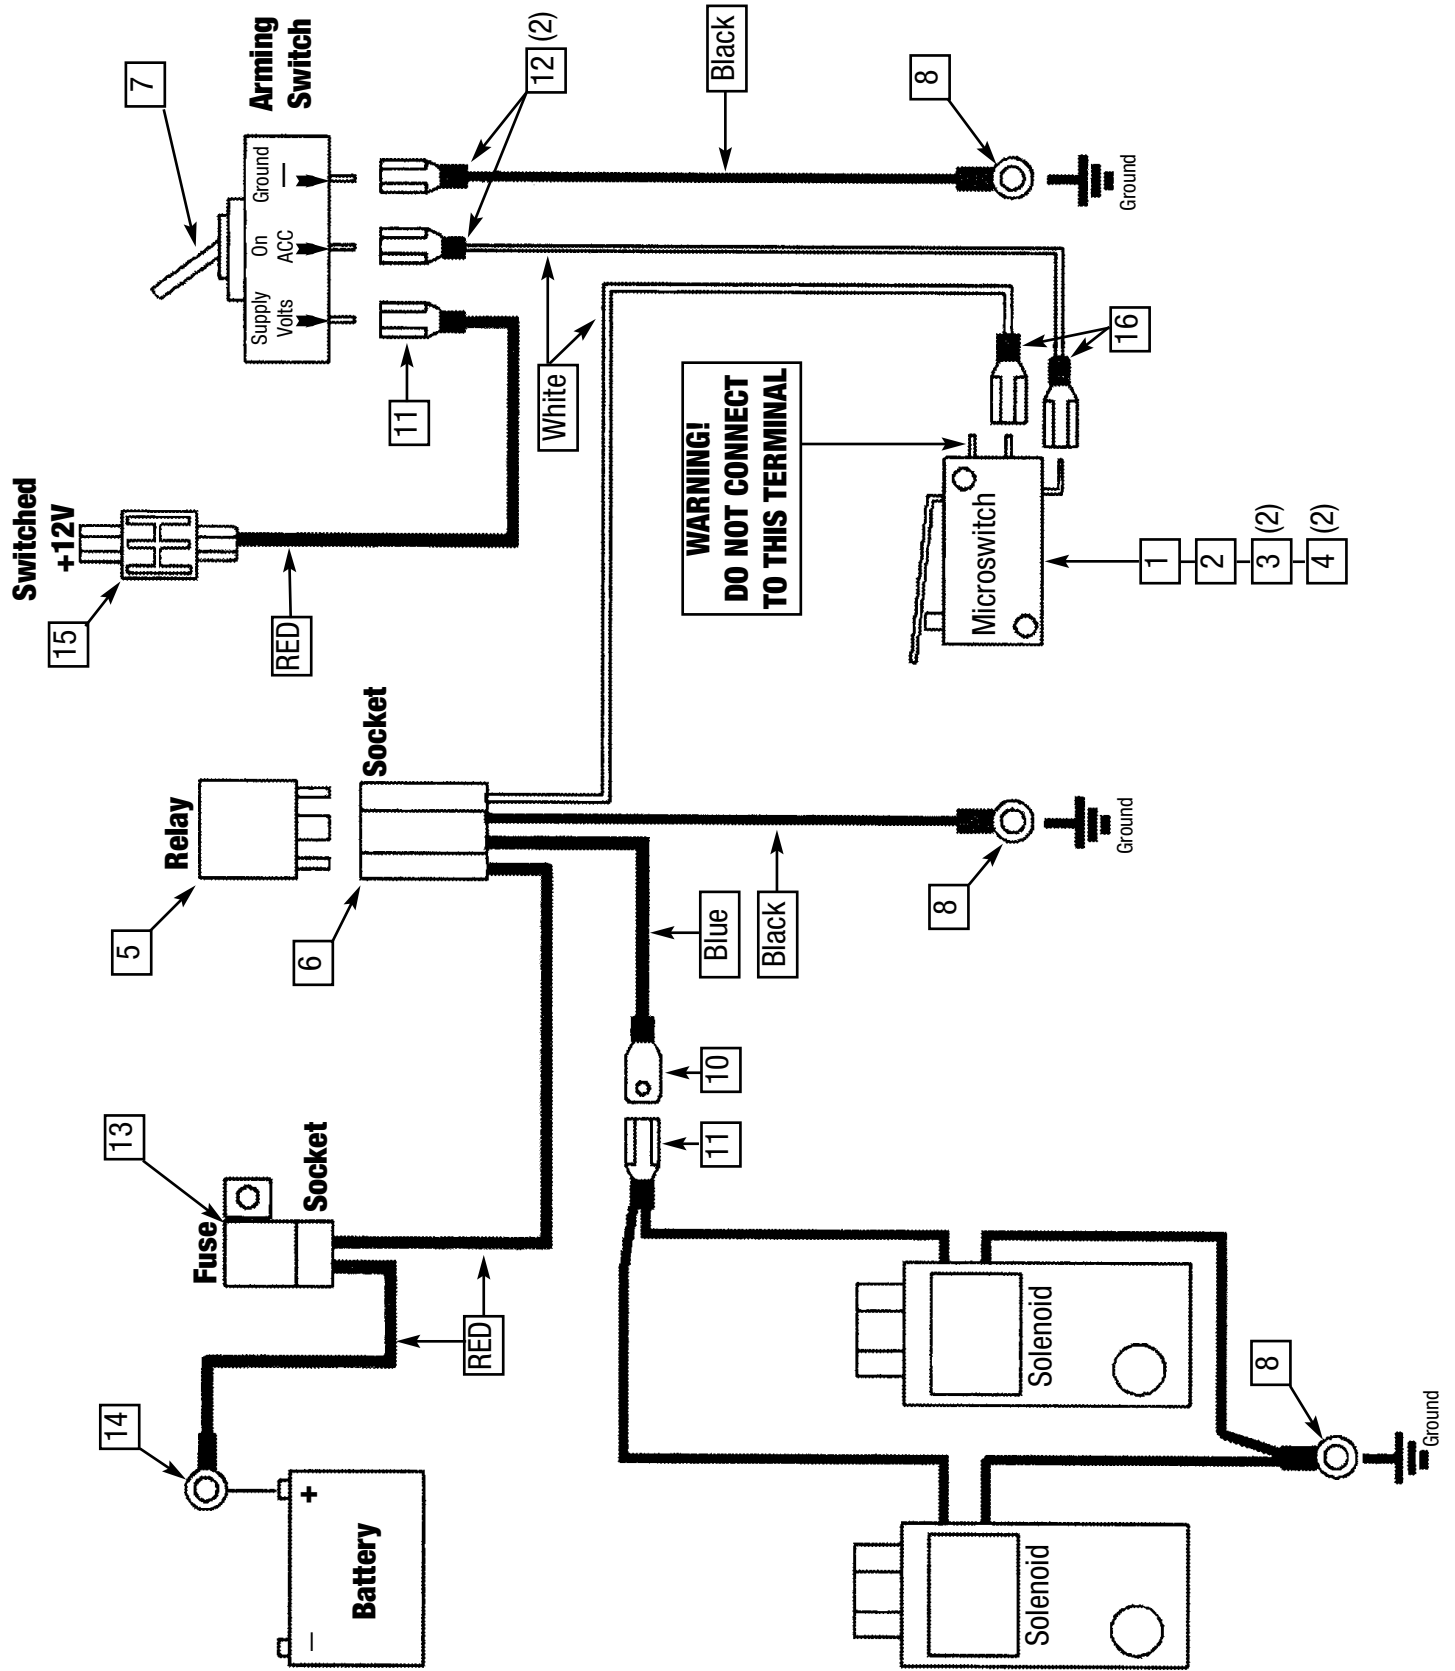 Battery
+
–
14
Fuse
Socket
13
RED
Relay
5
Socket
6
Switched
+12V
15
RED
7
Arming
Switch
Supply
Volts
On
ACC
Ground
—
11
12 (2)
White
Black
8
Ground
WARNING!
DO NOT CONNECT
TO THIS TERMINAL
Microswitch
16
1
2
3 (2)
4 (2)
Blue
Black
8
Ground
10
11
Solenoid
Solenoid
8
Ground